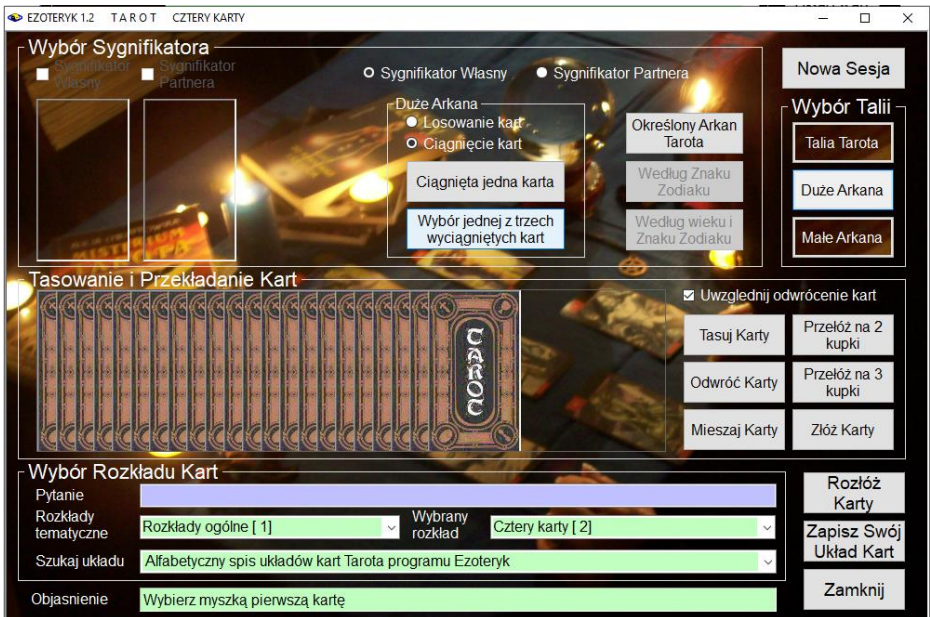 EZOTERYK 1.2 T A R O T CZTERY KARTY
Wybór Sygnifikatora
Sygnifikator
Własny
Sygnifikator
Partnera
Sygnifikator Własny
Sygnifikator Partnera
Duże Arkana
Losowanie kart
Ciągnięcie kart
Ciągnięta jedna karta
Wybór jednej z trzech
wyciągniętych kart
Określony Arkan
Tarota
Według Znaku
Zodiaku
Według wieku i
Znaku Zodiaku
Nowa Sesja
Wybór Talii
Talia Tarota
Duże Arkana
Małe Arkana
Tasowanie i Przekładanie Kart
TAROC
Uwzglednij odwrócenie kart
Tasuj Karty
Przełóż na 2
kupki
Odwróć Karty
Przełóż na 3
kupki
Mieszaj Karty
Złóż Karty
Wybór Rozkładu Kart
Pytanie
Rozkłady
tematyczne
Rozkłady ogólne [ 1]
Wybrany
rozkład
Cztery karty [ 2]
Szukaj układu
Alfabetyczny spis układów kart Tarota programu Ezoteryk
Objasnienie
Wybierz myszką pierwszą kartę
Rozłóż
Karty
Zapisz Swój
Układ Kart
Zamknij